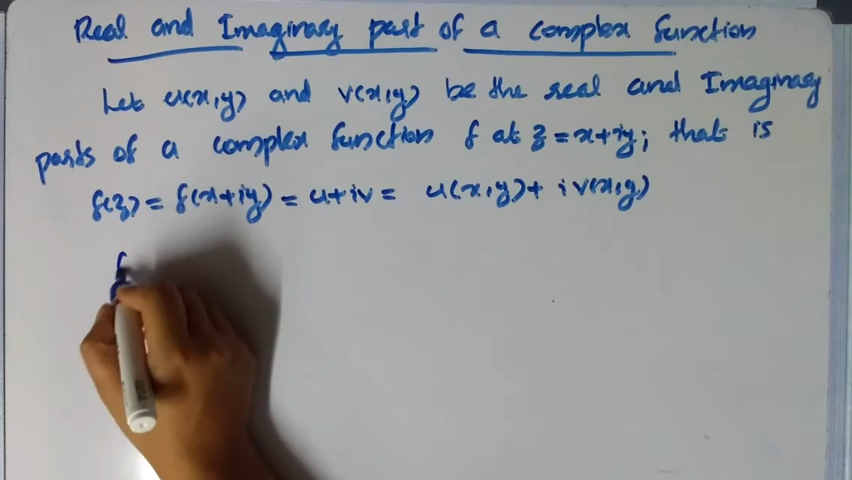 Real and Imaginary part of a complex function
Let u(x,y) and v(x,y) be the real and Imaginary
parts of a complex function f at z = x+iy; that is
f(z) = f(x+iy) = u+iv = u(x,y) + i v(x,y)
f